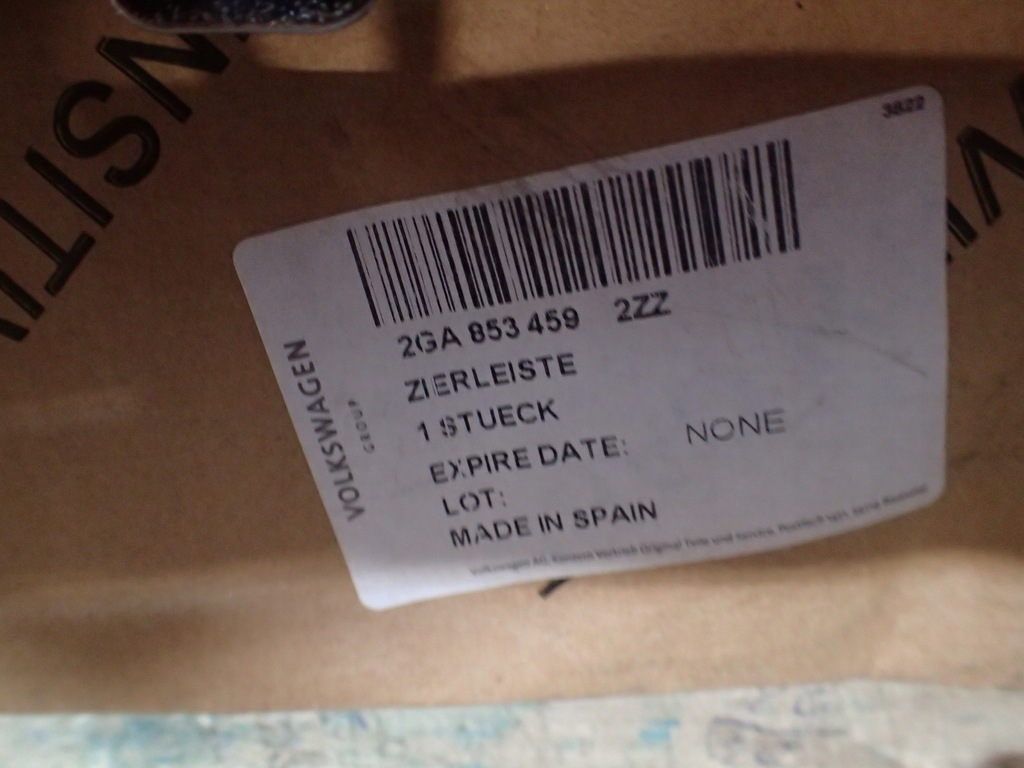 3822
2GA 853 459 2ZZ
ZIERLEISTE
1 STUECK
EXPIRE DATE: NONE
LOT:
MADE IN SPAIN
VOLKSWAGEN
GROUP